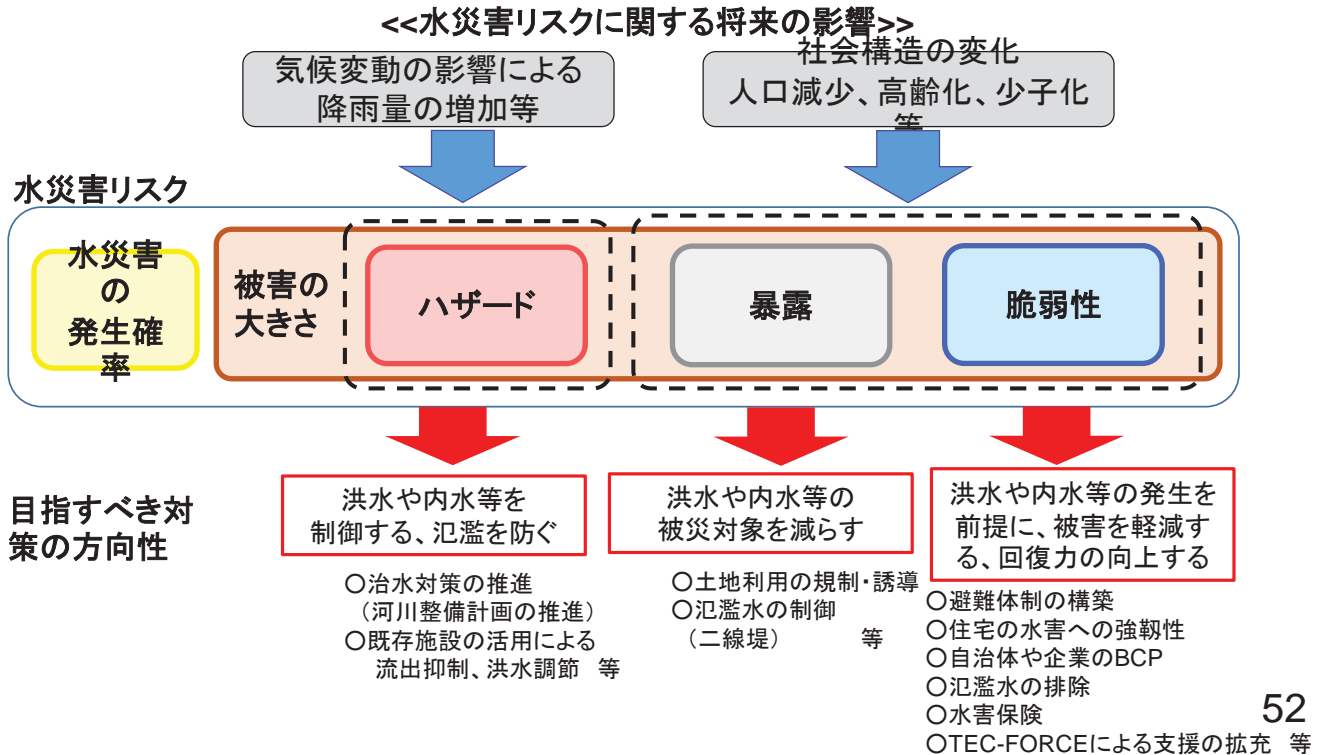 <<水災害リスクに関する将来の影響>>
気候変動の影響による
降雨量の増加等
社会構造の変化
人口減少、高齢化、少子化
等
水災害リスク
水災害
の
発生確
率
被害の
大きさ
ハザード
暴露
脆弱性
目指すべき対
策の方向性
洪水や内水等を
制御する、氾濫を防ぐ
〇治水対策の推進
（河川整備計画の推進）
〇既存施設の活用による
流出抑制、洪水調節 等
洪水や内水等の
被災対象を減らす
〇土地利用の規制・誘導
〇氾濫水の制御
（二線堤） 等
洪水や内水等の発生を
前提に、被害を軽減す
る、回復力の向上する
〇避難体制の構築
〇住宅の水害への強靱性
〇自治体や企業のBCP
〇氾濫水の排除
〇水害保険
〇TEC-FORCEによる支援の拡充 等
52